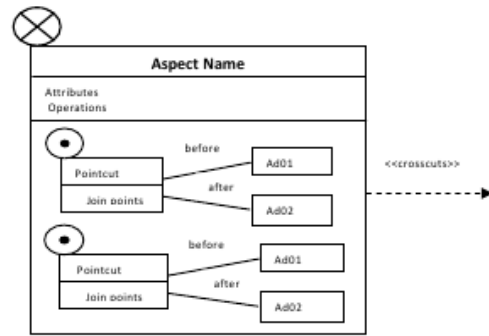 Aspect Name
Attributes
Operations
before
Pointcut
Ad01
<<crosscuts>>
after
Join points
Ad02
before
Pointcut
Ad01
after
Join points
Ad02